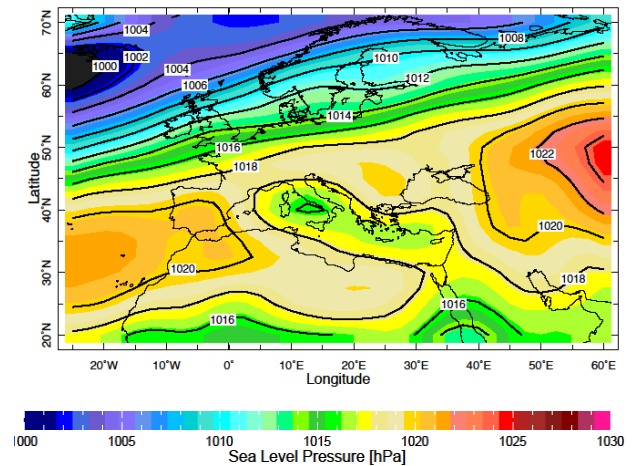 70°N
60°N
50°N
40°N
30°N
20°N
Latitude
1004
1002
1000
1004
1006
1008
1010
1012
1014
1016
1018
1022
1020
1020
1018
1016
1016
20°W 10°W 0° 10°E 20°E 30°E 40°E 50°E 60°E
Longitude
1000 1005 1010 1015 1020 1025 1030
Sea Level Pressure [hPa]